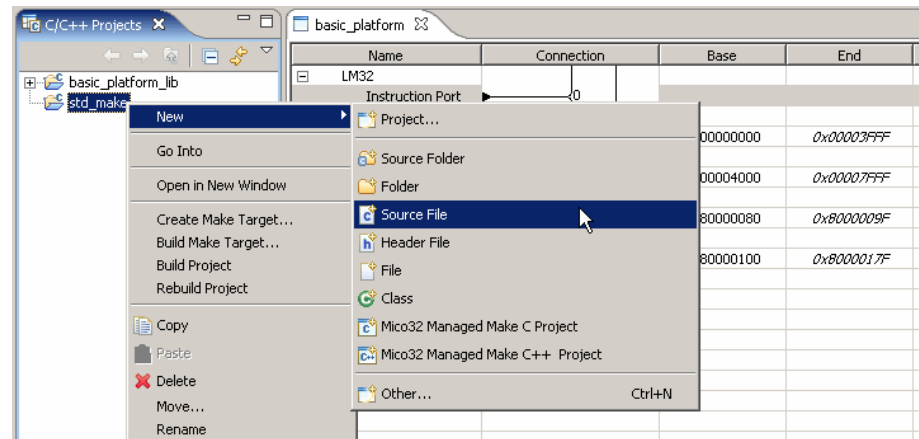 C/C++ Projects
basic_platform_lib
std_make
New
Go Into
Open in New Window
Create Make Target...
Build Make Target...
Build Project
Rebuild Project
Copy
Paste
Delete
Move...
Rename
Project...
Source Folder
Folder
Source File
Header File
File
Class
Mico32 Managed Make C Project
Mico32 Managed Make C++ Project
Other... Ctrl+N
basic_platform
Name Connection Base End
LM32
Instruction Port 0
00000000 0x00003FFF
00004000 0x00007FFF
80000080 0x8000009F
80000100 0x8000017F